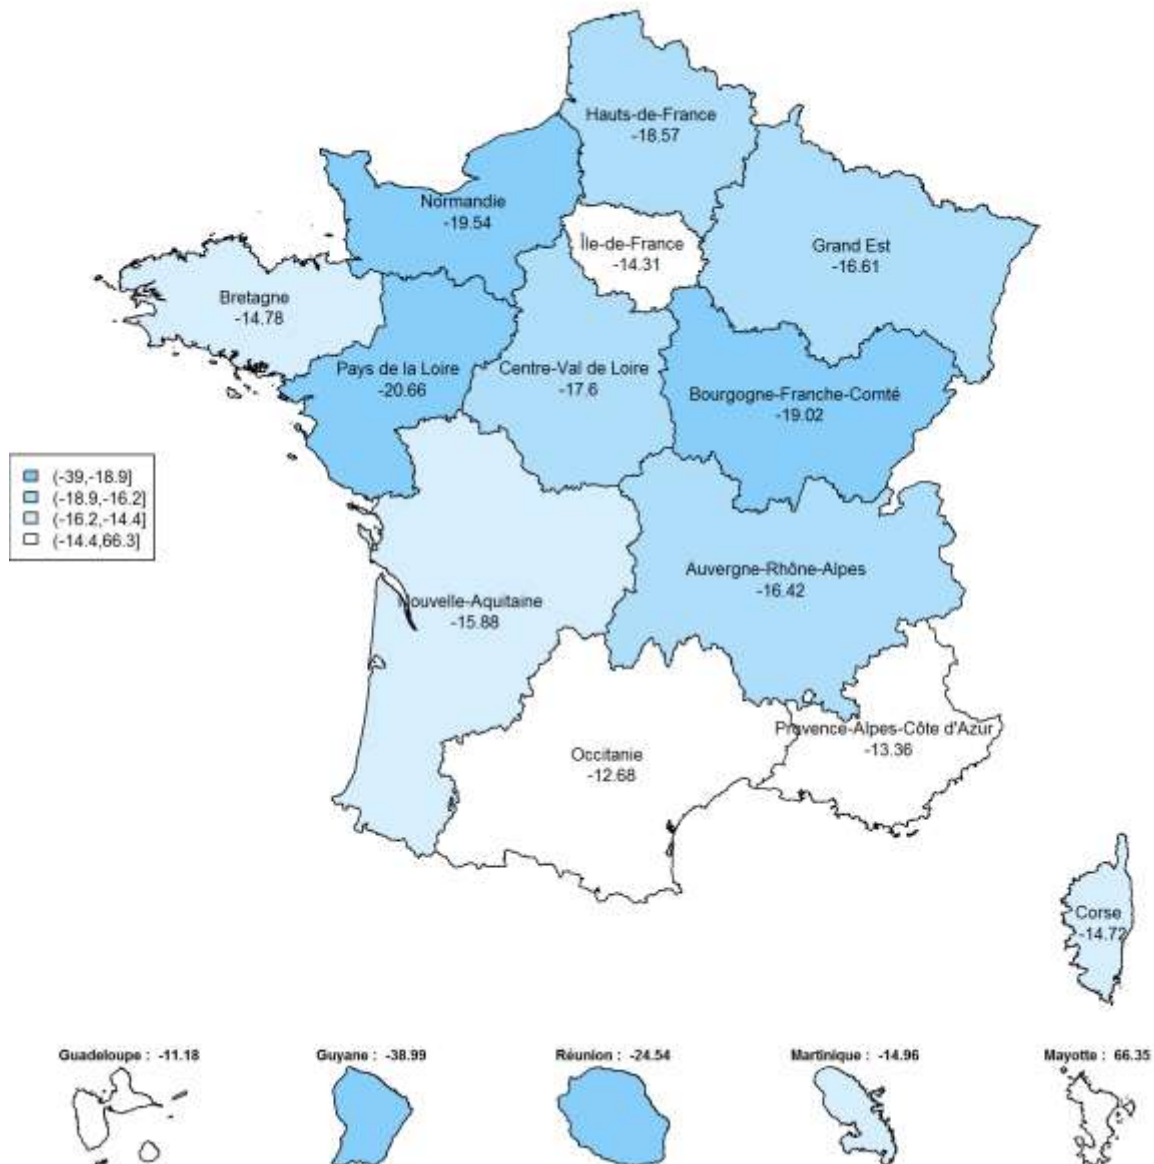 Hauts-de-France
-18.57
Normandie
-19.54
Île-de-France
-14.31
Grand Est
-16.61
Bretagne
-14.78
Pays de la Loire
-20.66
Centre-Val de Loire
-17.6
Bourgogne-Franche-Comté
-19.02
(-39,-18.9]
(-18.9,-16.2]
(-16.2,-14.4]
(-14.4,66.3]
Auvergne-Rhône-Alpes
-16.42
Nouvelle-Aquitaine
-15.88
Provence-Alpes-Côte d'Azur
-13.36
Occitanie
-12.68
Corse
-14.72
Guadeloupe : -11.18
Guyane : -38.99
Réunion : -24.54
Martinique : -14.96
Mayotte : 66.35